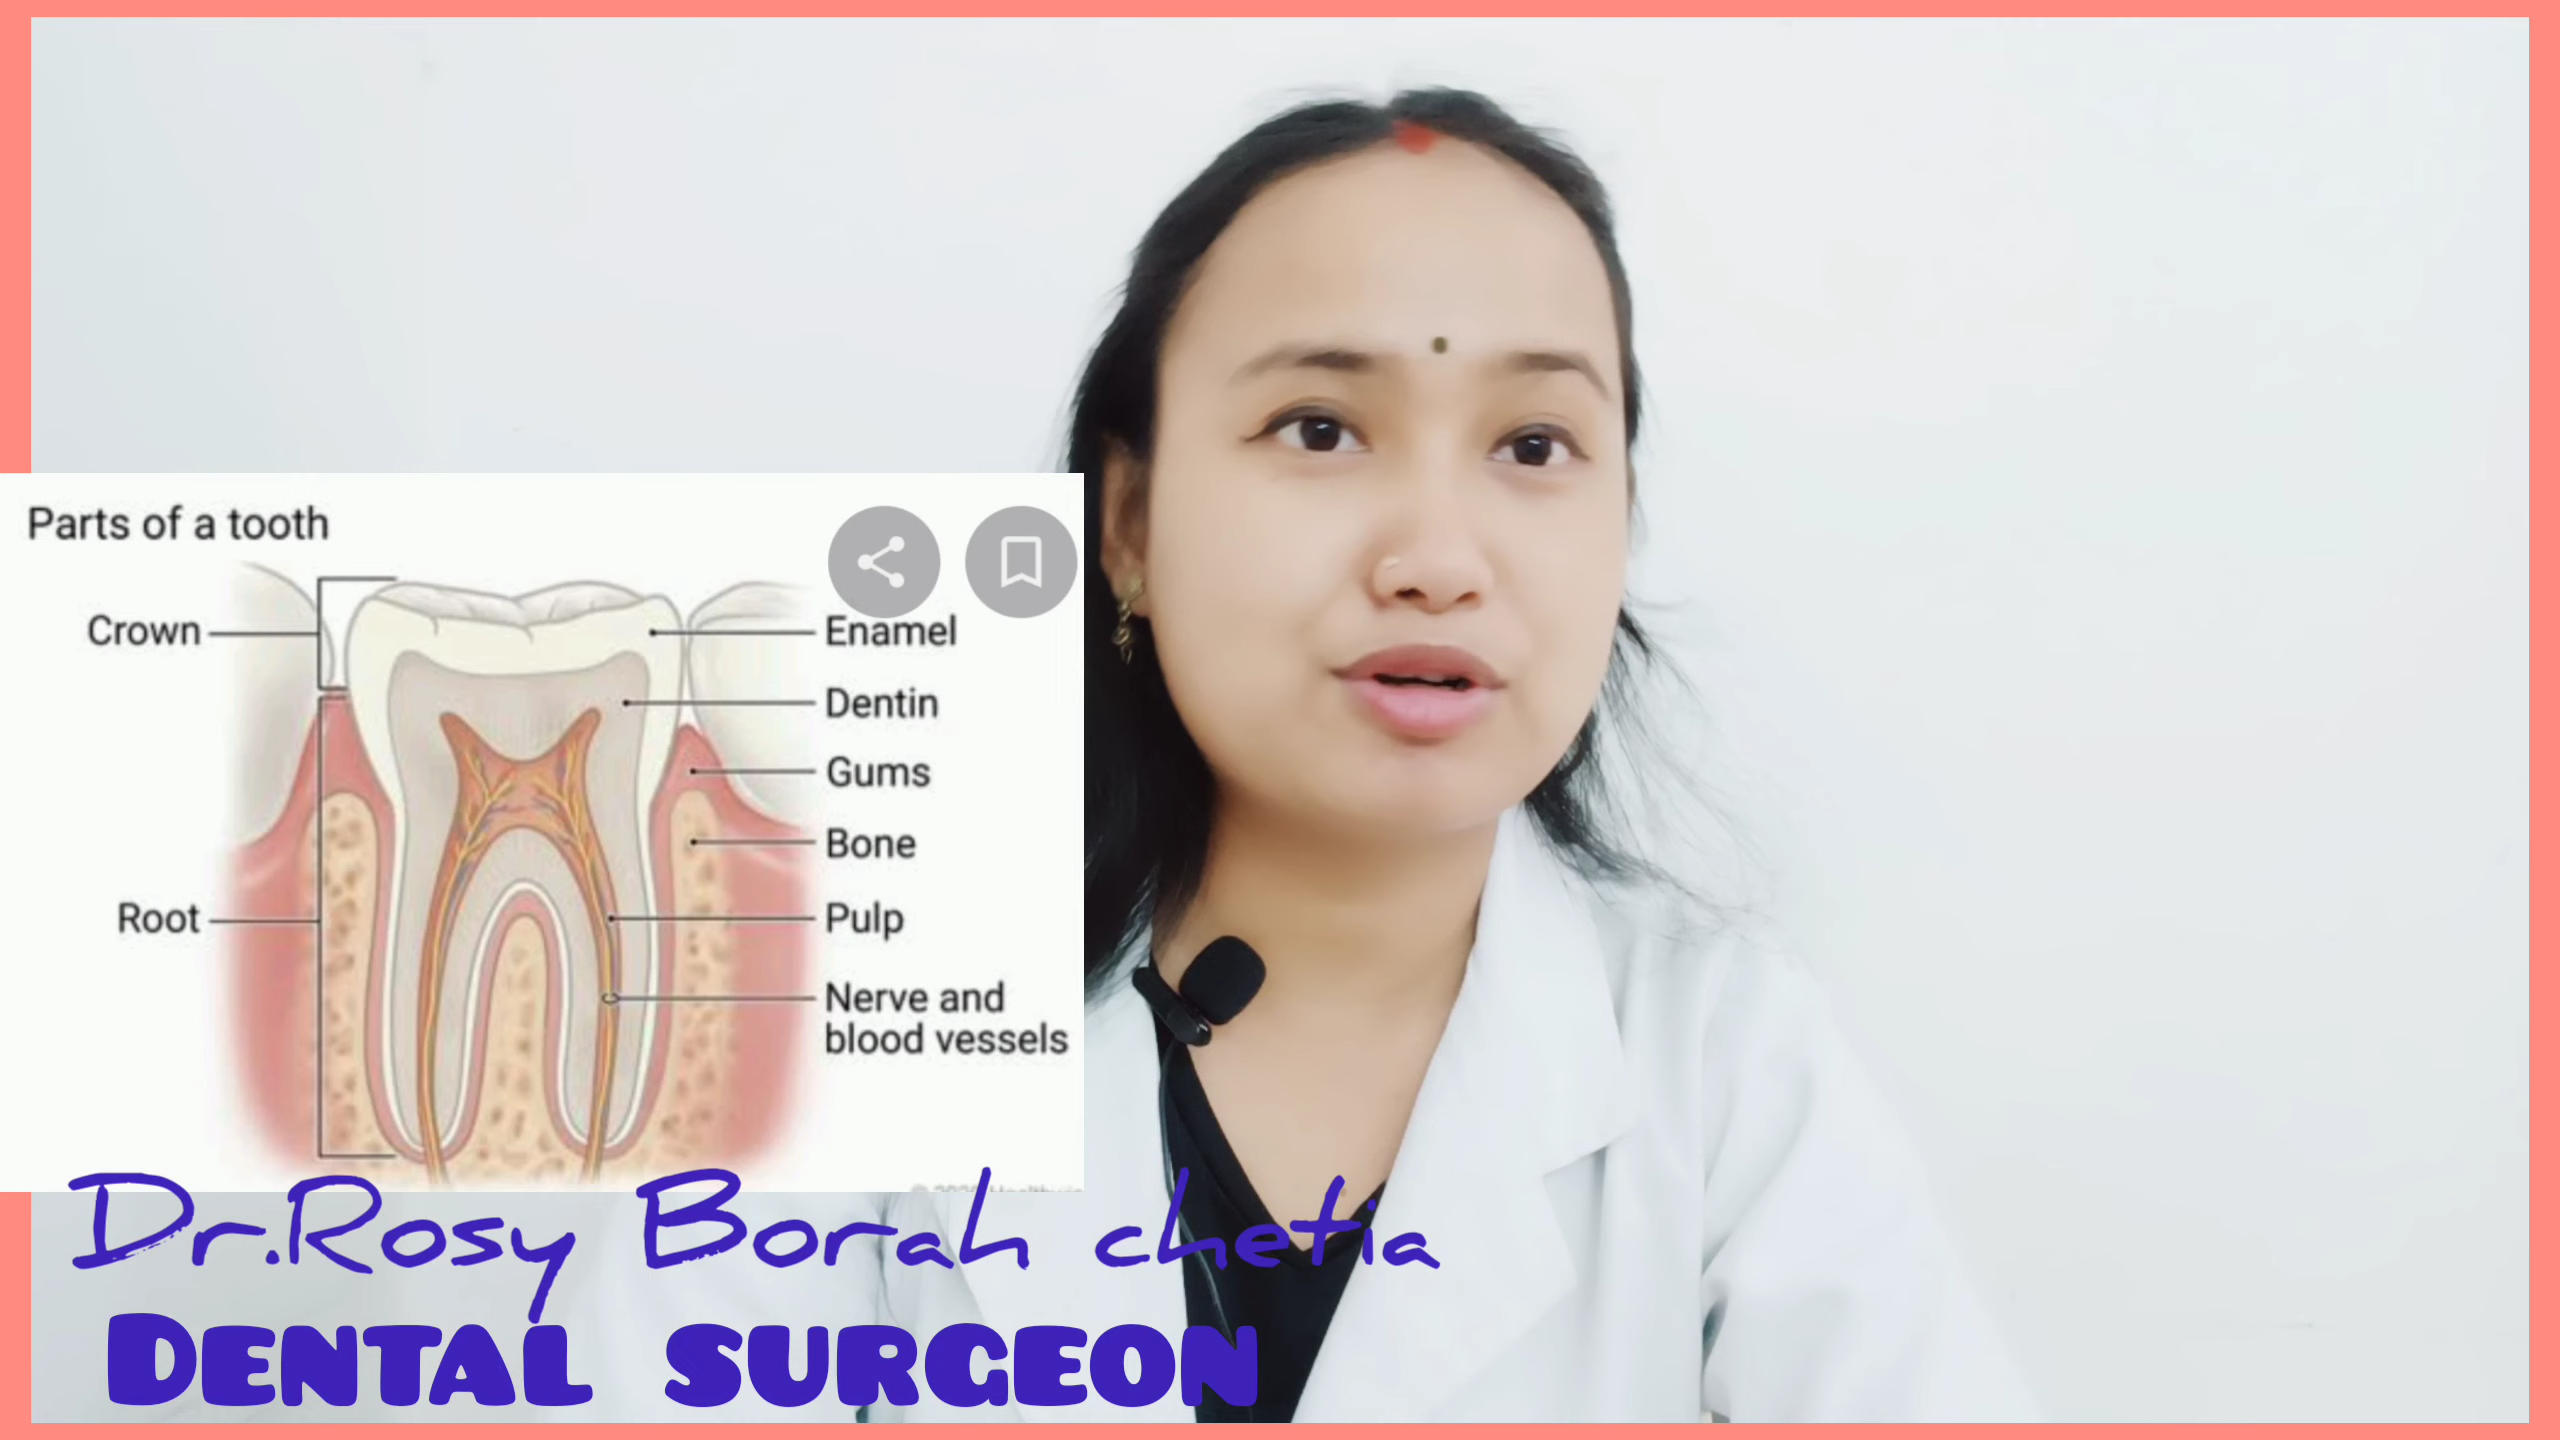 Parts of a tooth
Crown
Enamel
Dentin
Gums
Bone
Root
Pulp
Nerve and
blood vessels
Dr.Rosy Borah chetia
DENTAL SURGEON